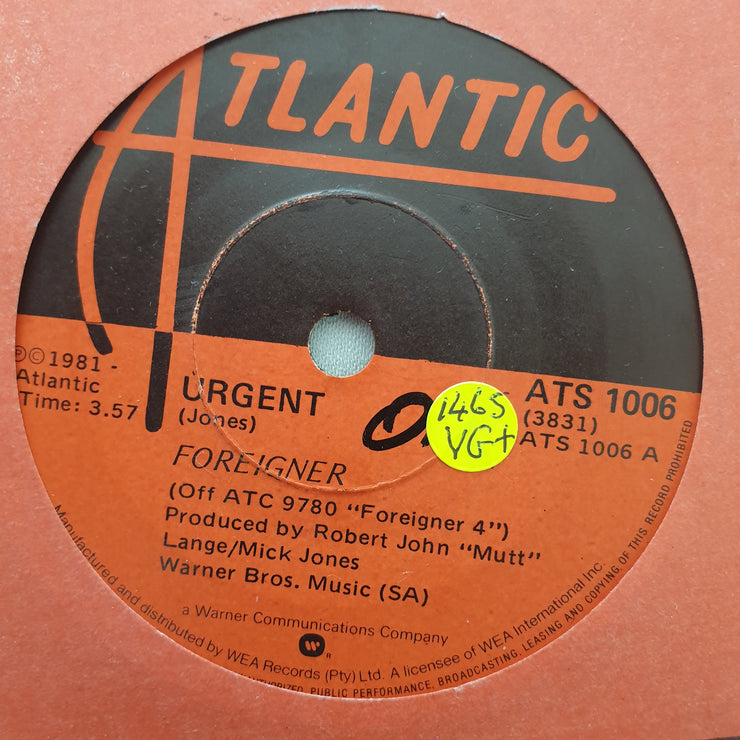 ATLANTIC
℗©1981 -
Atlantic
Time: 3.57
URGENT
(Jones)
FOREIGNER
(Off ATC 9780 "Foreigner 4")
Produced by Robert John "Mutt"
Lange/Mick Jones
Warner Bros. Music (SA)
ATS 1006
(3831)
ATS 1006 A
1465
VG+
a Warner Communications Company
Manufactured and distributed by WEA Records (Pty) Ltd. A licensee of WEA International Inc.
PUBLIC PERFORMANCE, BROADCASTING, LEASING AND COPYING OF THIS RECORD PROHIBITED